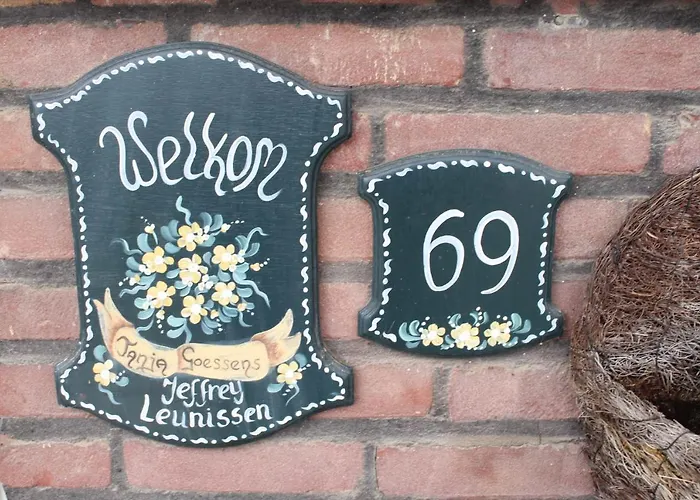 Welkom
Tanja Goessens
Jeffrey
Leunissen
69